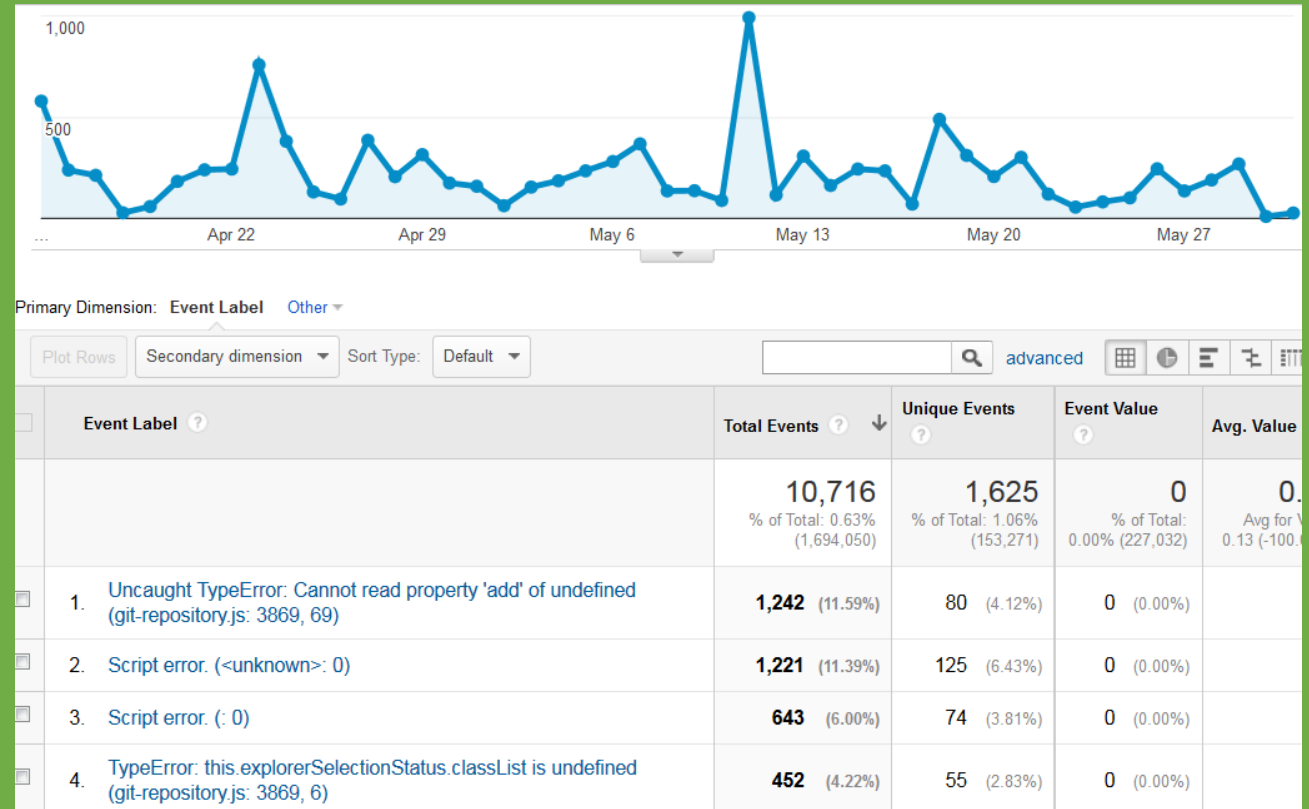 1,000
500
... Apr 22 Apr 29 May 6 May 13 May 20 May 27
Primary Dimension: Event Label Other
Plot Rows Secondary dimension Sort Type: Default advanced
Event Label ? Total Events ? Unique Events ? Event Value ? Avg. Value
10,716 1,625 0 0.
% of Total: 0.63% % of Total: 1.06% % of Total: Avg for V
(1,694,050) (153,271) 0.00% (227,032) 0.13 (-100.
1. Uncaught TypeError: Cannot read property 'add' of undefined
(git-repository.js: 3869, 69) 1,242 (11.59%) 80 (4.12%) 0 (0.00%)
2. Script error. (<unknown>: 0) 1,221 (11.39%) 125 (6.43%) 0 (0.00%)
3. Script error. (: 0) 643 (6.00%) 74 (3.81%) 0 (0.00%)
4. TypeError: this.explorerSelectionStatus.classList is undefined
(git-repository.js: 3869, 6) 452 (4.22%) 55 (2.83%) 0 (0.00%)